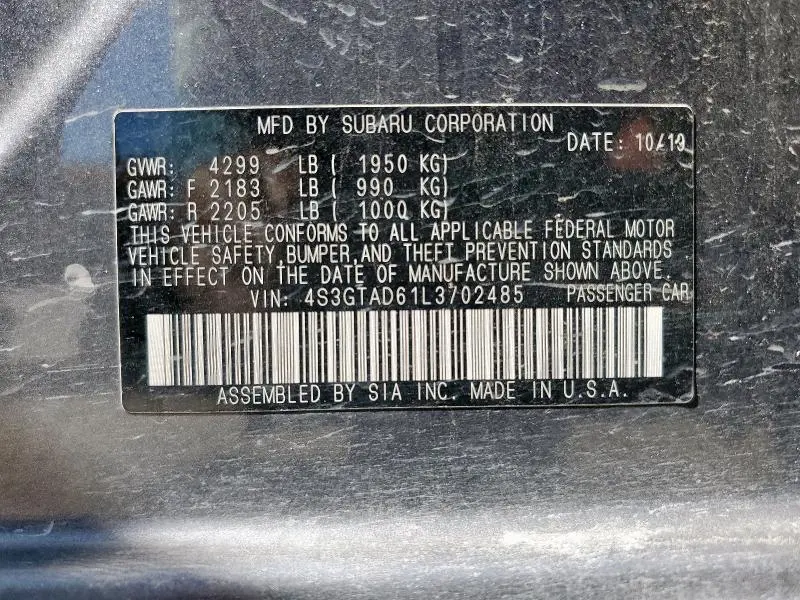 MFD BY SUBARU CORPORATION
DATE: 10/19
GVWR: 4299 LB ( 1950 KG)
GAWR: F 2183 LB ( 990 KG)
GAWR: R 2205 LB ( 1000 KG)
THIS VEHICLE CONFORMS TO ALL APPLICABLE FEDERAL MOTOR
VEHICLE SAFETY, BUMPER, AND THEFT PREVENTION STANDARDS
IN EFFECT ON THE DATE OF MANUFACTURE SHOWN ABOVE.
VIN: 4S3GTAD61L3702485 PASSENGER CAR
ASSEMBLED BY SIA INC. MADE IN U.S.A.